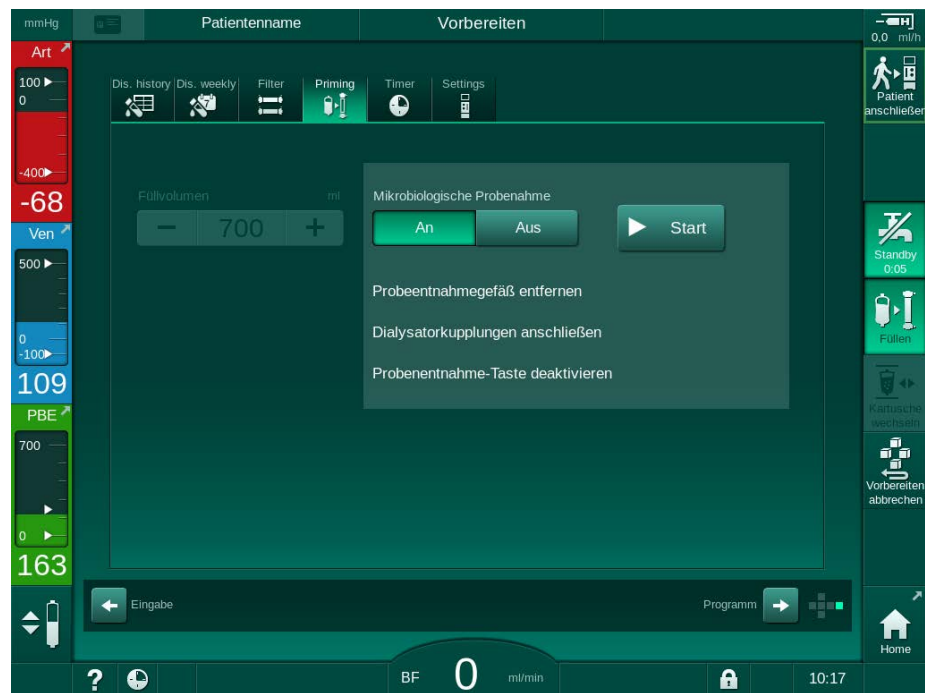 mmHg
Patientenname
Vorbereiten
0,0 ml/h
Art
100
0
-400
-68
Ven
500
0
-100
109
PBE
700
0
163
Dis. history
Dis. weekly
Filter
Priming
Timer
Settings
7
Füllvolumen ml
700
Mikrobiologische Probenahme
An
Aus
Start
Probeentnahmegefäß entfernen
Dialysatorkupplungen anschließen
Probenentnahme-Taste deaktivieren
Patient
anschließen
Standby
0:05
Füllen
Kartusche
wechseln
Vorbereiten
abbrechen
Eingabe
Programm
Home
?
BF 0 ml/min
10:17